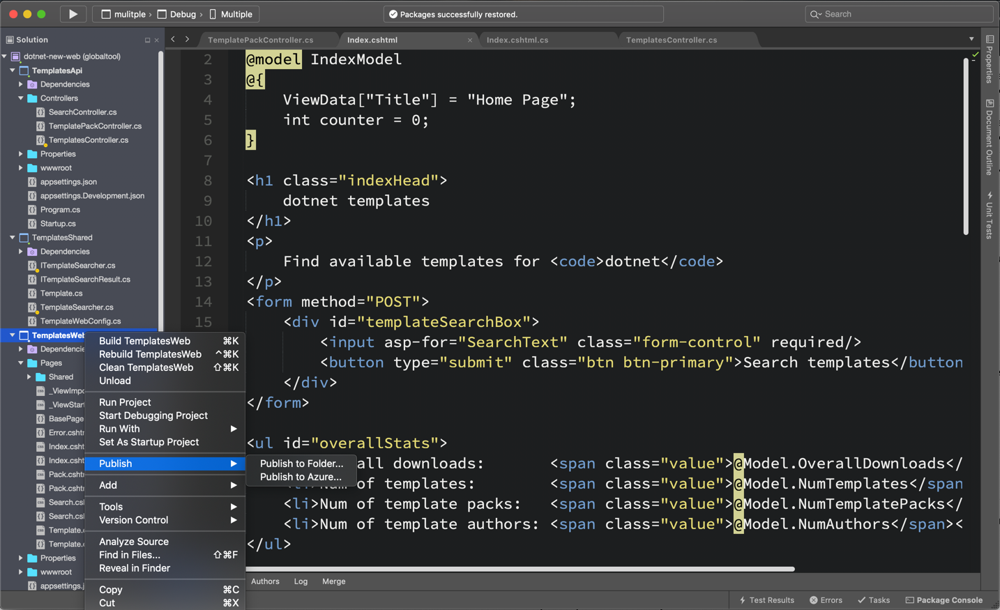 mulitple › Debug › Multiple
Packages successfully restored.
Search
Solution
TemplatePackController.cs
Index.cshtml
Index.cshtml.cs
TemplatesController.cs
dotnet-new-web (globaltool)
TemplatesApi
Dependencies
Controllers
SearchController.cs
TemplatePackController.cs
TemplatesController.cs
Properties
wwwroot
appsettings.json
appsettings.Development.json
Program.cs
Startup.cs
TemplatesShared
Dependencies
ITemplateSearcher.cs
ITemplateSearchResult.cs
Template.cs
TemplateSearcher.cs
TemplateWebConfig.cs
TemplatesWeb
Dependencie
Pages
Shared
_ViewImpo
_ViewStar
BasePage
Error.cshtm
Index.csht
Index.csht
Pack.cshtm
Pack.cshtm
Search.csh
Search.csh
Template.c
Template.c
Properties
wwwroot
appsettings.j
2 @model IndexModel
3 @{
4 ViewData["Title"] = "Home Page";
5 int counter = 0;
6 }
7
8 <h1 class="indexHead">
9 dotnet templates
10 </h1>
11 <p>
12 Find available templates for <code>dotnet</code>
13 </p>
14 <form method="POST">
15 <div id="templateSearchBox">
<input asp-for="SearchText" class="form-control" required/>
<button type="submit" class="btn btn-primary">Search templates</button
</div>
</form>
<ul id="overallStats">
all downloads: <span class="value">@Model.OverallDownloads</
<li>Num of templates: <span class="value">@Model.NumTemplates</span
<li>Num of template packs: <span class="value">@Model.NumTemplatePacks</
<li>Num of template authors: <span class="value">@Model.NumAuthors</span><
</ul>
Build TemplatesWeb ⌘K
Rebuild TemplatesWeb ^⌘K
Clean TemplatesWeb ⇧⌘K
Unload
Run Project
Start Debugging Project
Run With
Set As Startup Project
Publish
Publish to Folder...
Publish to Azure...
Add
Tools
Version Control
Analyze Source
Find in Files... ⇧⌘F
Reveal in Finder
Copy ⌘C
Cut ⌘X
Authors Log Merge
Test Results Errors Tasks Package Console
Properties
Document Outline
Unit Tests